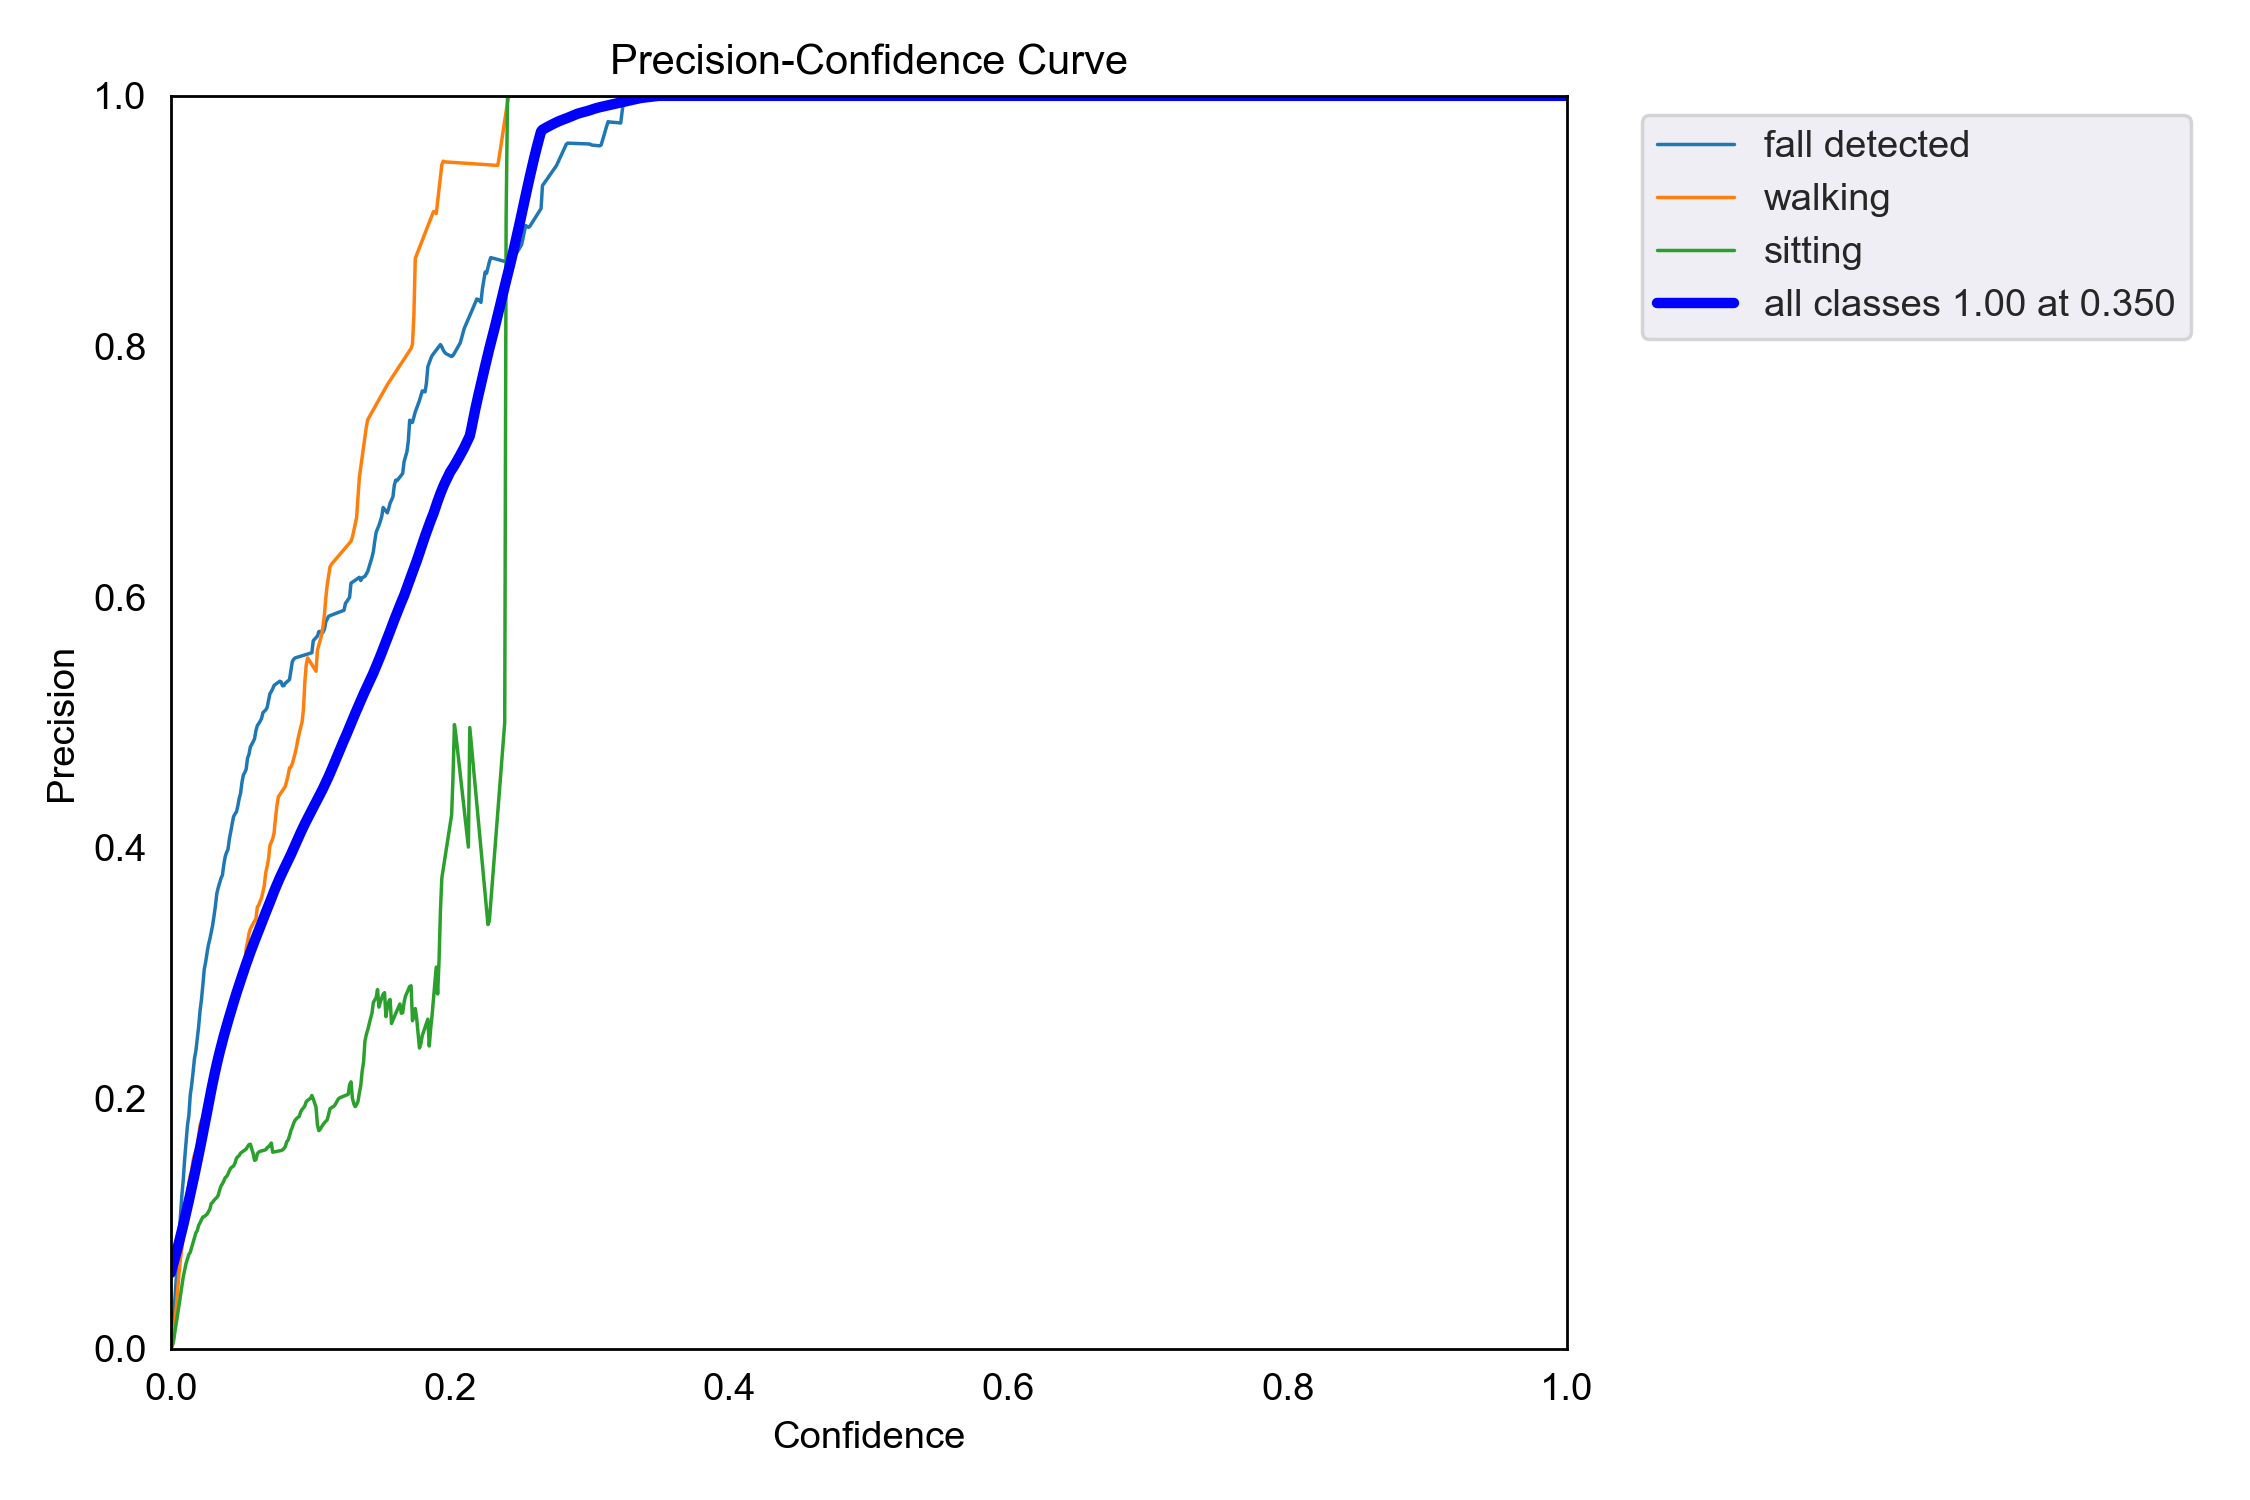 Precision-Confidence Curve
1.0
0.8
0.6
0.4
0.2
0.0
Precision
0.0 0.2 0.4 0.6 0.8 1.0
Confidence
fall detected
walking
sitting
all classes 1.00 at 0.350